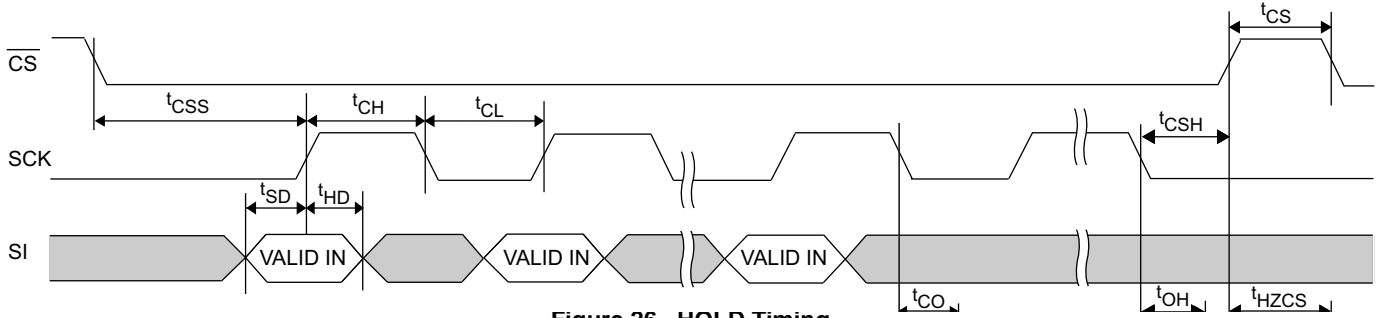 tCS
CS
tCSS
tCH
tCL
tCSH
SCK
tSD
tHD
SI
VALID IN
VALID IN
VALID IN
tCO
tOH
tHZCS
Figure 26. HOLD Timing